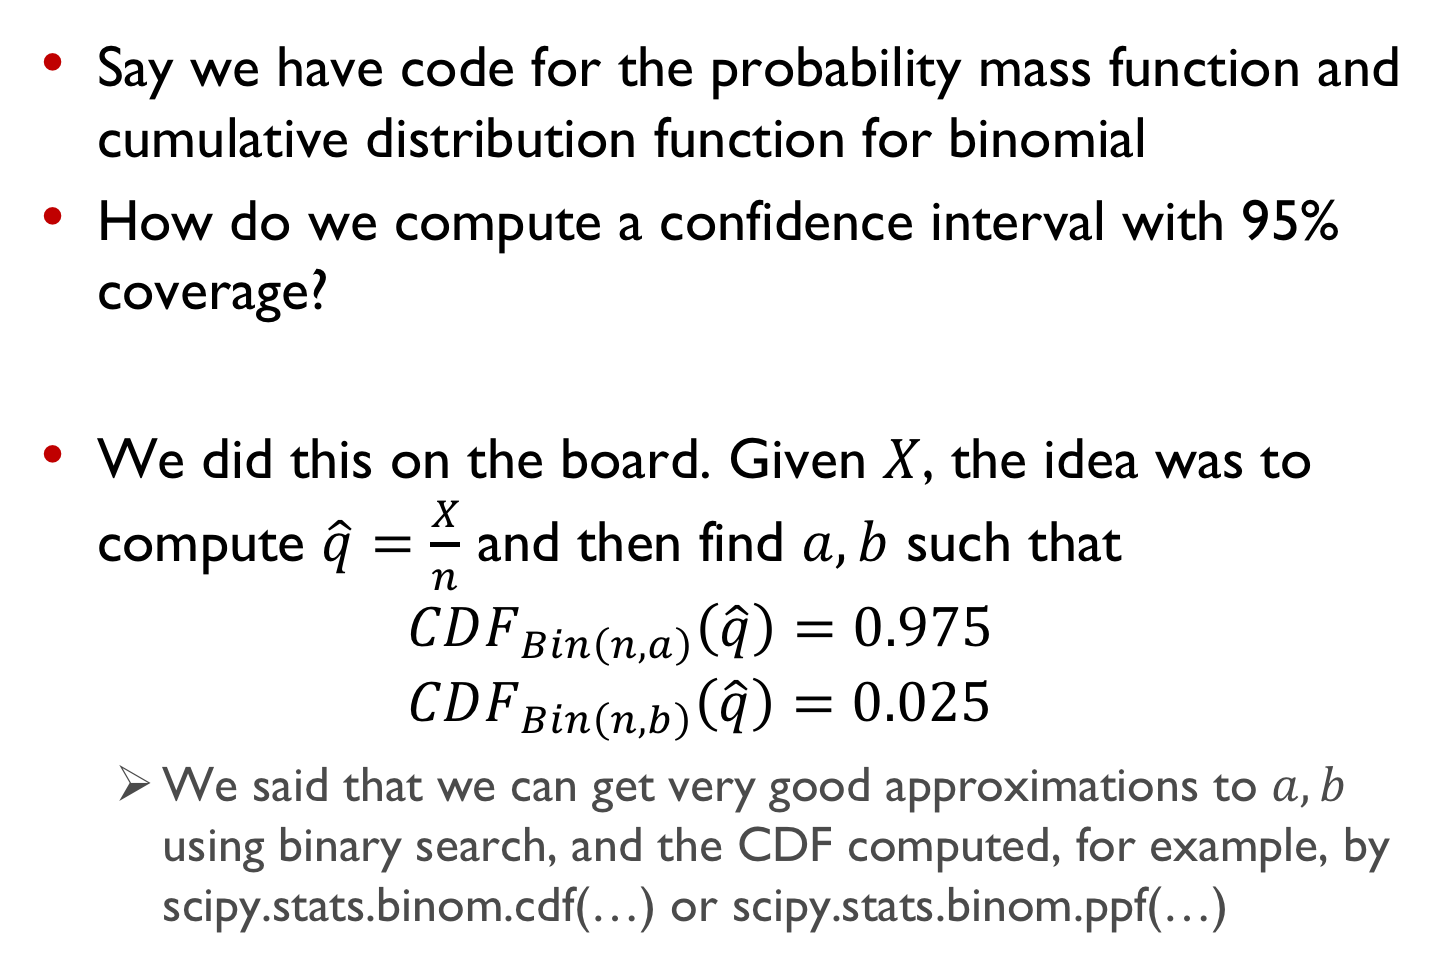 • Say we have code for the probability mass function and
cumulative distribution function for binomial
• How do we compute a confidence interval with 95%
coverage?
• We did this on the board. Given X, the idea was to
compute q̂ = X/n and then find a, b such that
CDF_Bin(n,a)(q̂) = 0.975
CDF_Bin(n,b)(q̂) = 0.025
➢ We said that we can get very good approximations to a, b
using binary search, and the CDF computed, for example, by
scipy.stats.binom.cdf(…) or scipy.stats.binom.ppf(…)